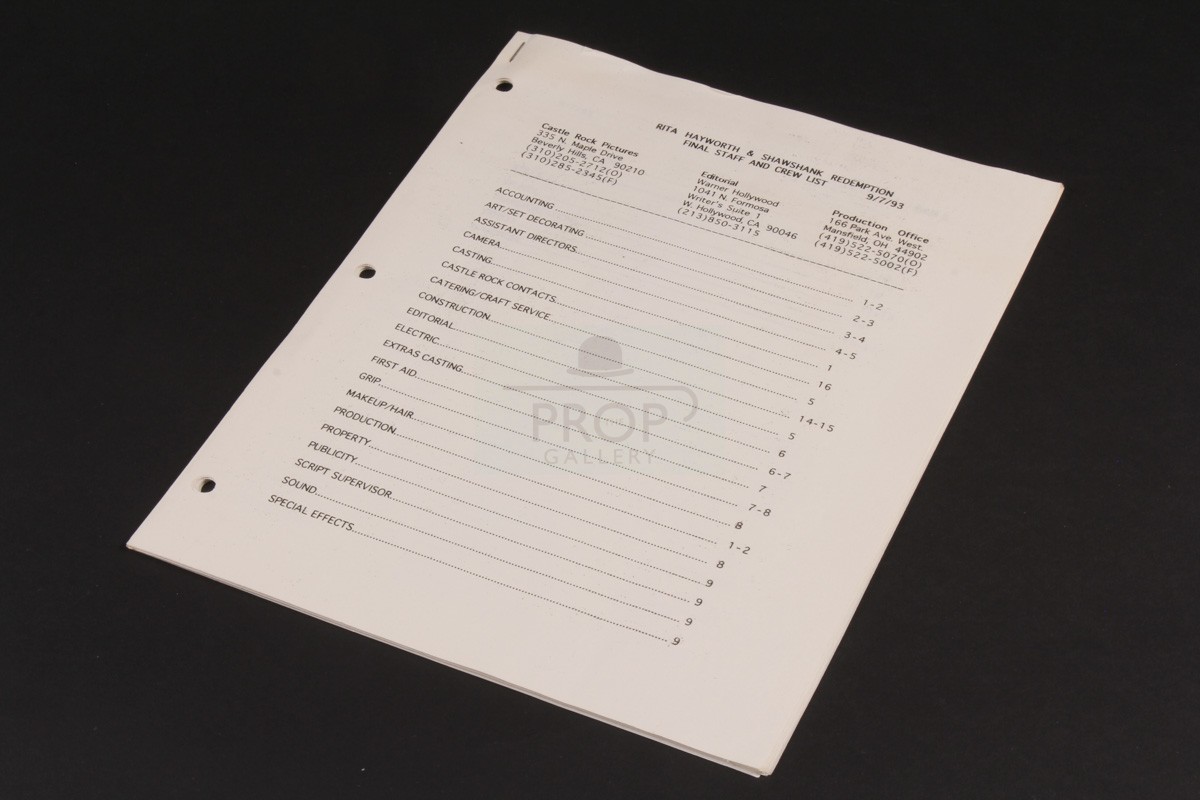 RITA HAYWORTH & SHAWSHANK REDEMPTION
FINAL STAFF AND CREW LIST
9/7/93
Castle Rock Pictures
335 N. Maple Drive
Beverly Hills, CA 90210
(310)205-2712(O)
(310)285-2345(F)
Editorial
Warner Hollywood
1041 N. Formosa
Writer's Suite 1
W. Hollywood, CA 90046
(213)850-3115
Production Office
166 Park Ave. West.
Mansfield, OH 44902
(419)522-5070(O)
(419)522-5002(F)
ACCOUNTING 1-2
ART/SET DECORATING 2-3
ASSISTANT DIRECTORS 3-4
CAMERA 4-5
CASTING 1
CASTLE ROCK CONTACTS 16
CATERING/CRAFT SERVICE 5
CONSTRUCTION 14-15
EDITORIAL 5
ELECTRIC 6
EXTRAS CASTING 6-7
FIRST AID 7
GRIP 7-8
MAKEUP/HAIR 8
PRODUCTION 1-2
PROPERTY 8
PUBLICITY 9
SCRIPT SUPERVISOR 9
SOUND 9
SPECIAL EFFECTS 9
PROP
GALLERY